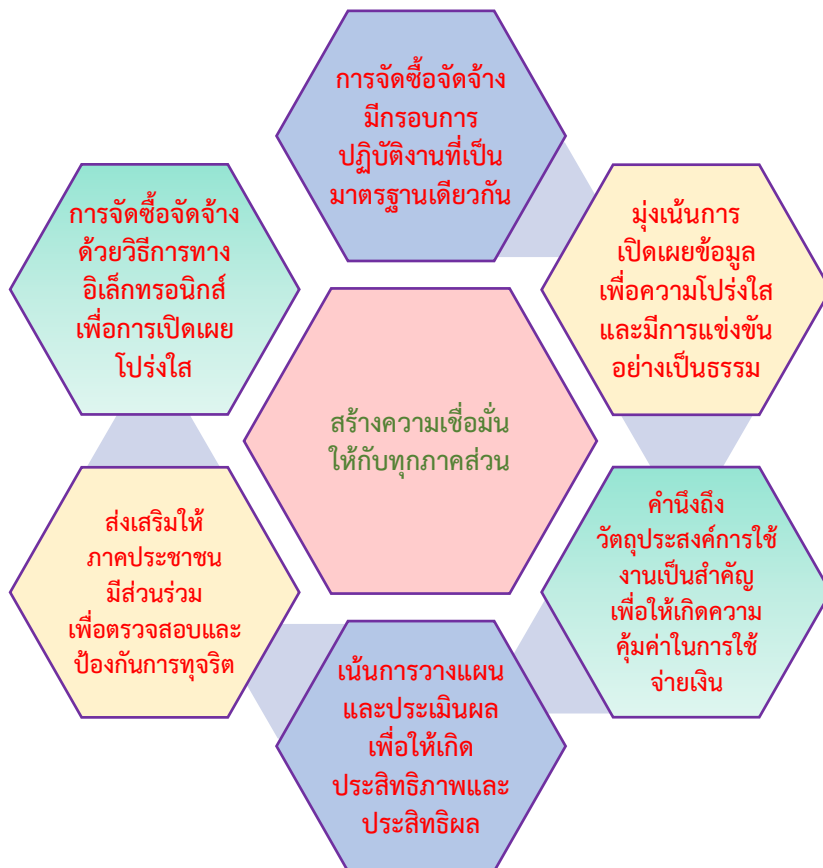 การจัดซื้อจัดจ้าง
มีกรอบการ
ปฏิบัติงานที่เป็น
มาตรฐานเดียวกัน
มุ่งเน้นการ
เปิดเผยข้อมูล
เพื่อความโปร่งใส
และมีการแข่งขัน
อย่างเป็นธรรม
คำนึงถึง
วัตถุประสงค์การใช้
งานเป็นสำคัญ
เพื่อให้เกิดความ
คุ้มค่าในการใช้
จ่ายเงิน
เน้นการวางแผน
และประเมินผล
เพื่อให้เกิด
ประสิทธิภาพและ
ประสิทธิผล
ส่งเสริมให้
ภาคประชาชน
มีส่วนร่วม
เพื่อตรวจสอบและ
ป้องกันการทุจริต
การจัดซื้อจัดจ้าง
ด้วยวิธีการทาง
อิเล็กทรอนิกส์
เพื่อการเปิดเผย
โปร่งใส
สร้างความเชื่อมั่น
ให้กับทุกภาคส่วน